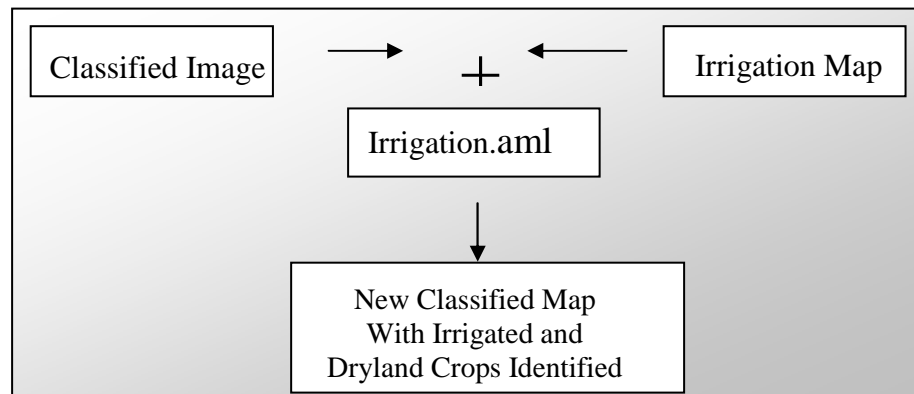 Classified Image
+
Irrigation Map
Irrigation.aml
New Classified Map
With Irrigated and
Dryland Crops Identified